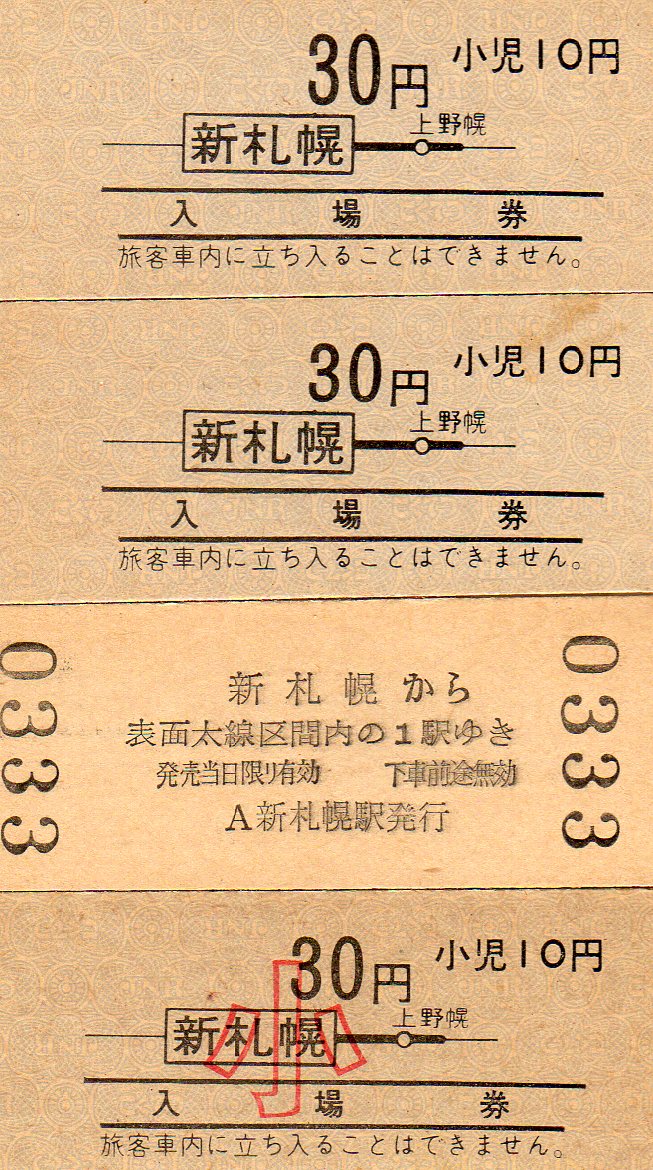 30円 小児10円
上野幌
新札幌
入場券
旅客車内に立ち入ることはできません。
30円 小児10円
上野幌
新札幌
入場券
旅客車内に立ち入ることはできません。
0333
新札幌から
表面太線区間内の1駅ゆき
発売当日限り有効 下車前途無効
A新札幌駅発行
0333
30円 小児10円
上野幌
新札幌
小
入場券
旅客車内に立ち入ることはできません。